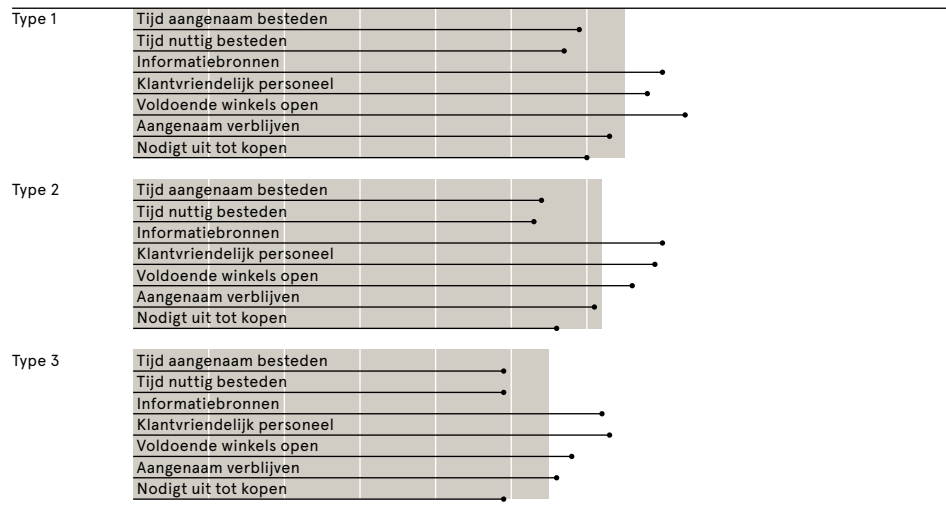 Type 1
Tijd aangenaam besteden
Tijd nuttig besteden
Informatiebronnen
Klantvriendelijk personeel
Voldoende winkels open
Aangenaam verblijven
Nodigt uit tot kopen
Type 2
Tijd aangenaam besteden
Tijd nuttig besteden
Informatiebronnen
Klantvriendelijk personeel
Voldoende winkels open
Aangenaam verblijven
Nodigt uit tot kopen
Type 3
Tijd aangenaam besteden
Tijd nuttig besteden
Informatiebronnen
Klantvriendelijk personeel
Voldoende winkels open
Aangenaam verblijven
Nodigt uit tot kopen